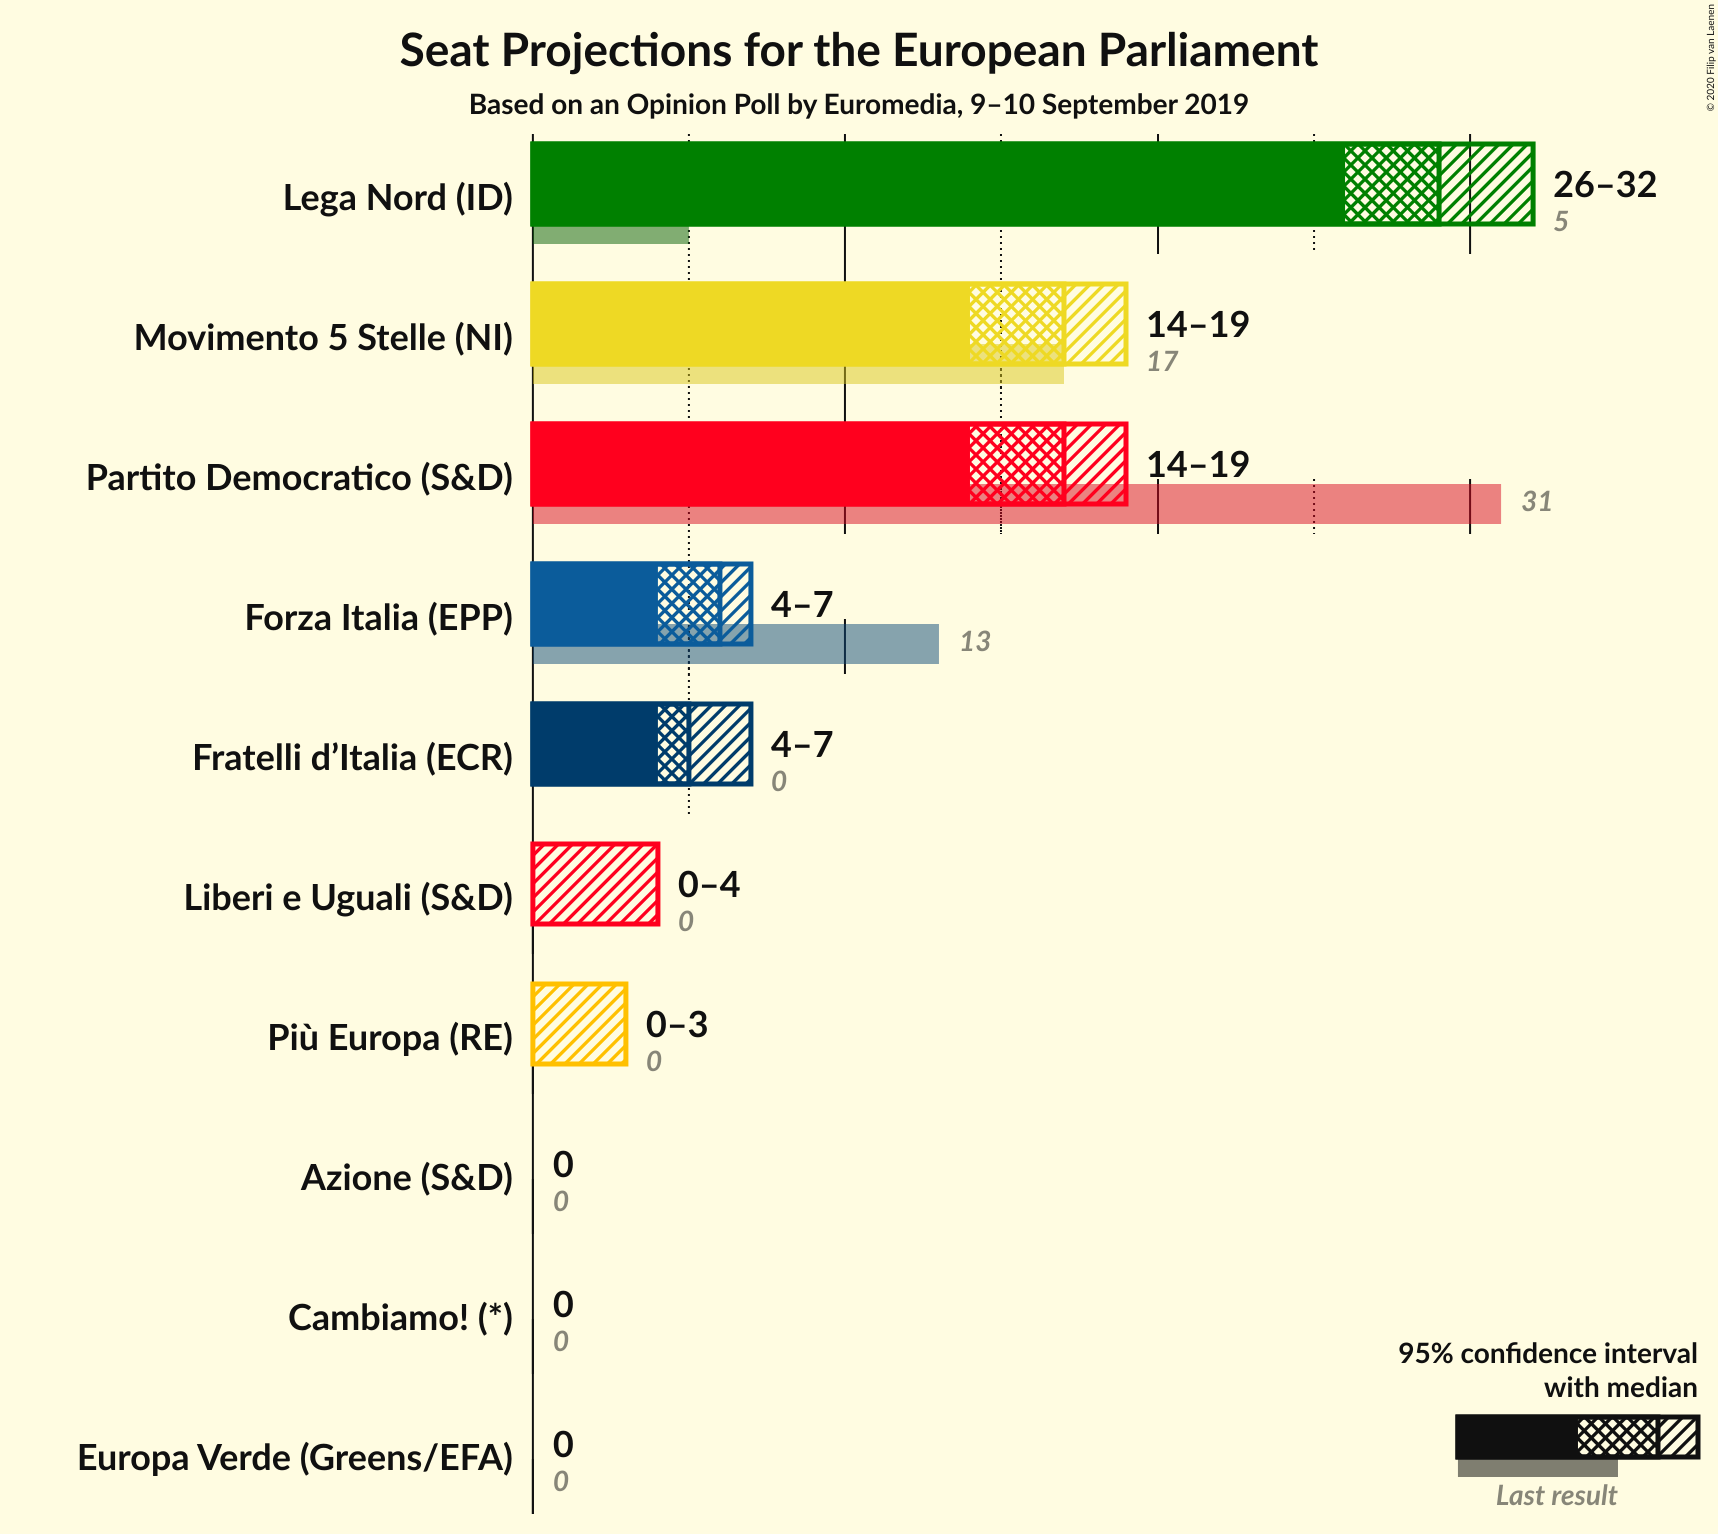 Seat Projections for the European Parliament
Based on an Opinion Poll by Euromedia, 9–10 September 2019
© 2020 Filip van Laenen
Lega Nord (ID)
26–32
5
Movimento 5 Stelle (NI)
14–19
17
Partito Democratico (S&D)
14–19
31
Forza Italia (EPP)
4–7
13
Fratelli d’Italia (ECR)
4–7
0
Liberi e Uguali (S&D)
0–4
0
Più Europa (RE)
0–3
0
Azione (S&D)
0
0
Cambiamo! (*)
0
0
Europa Verde (Greens/EFA)
0
0
95% confidence interval
with median
Last result